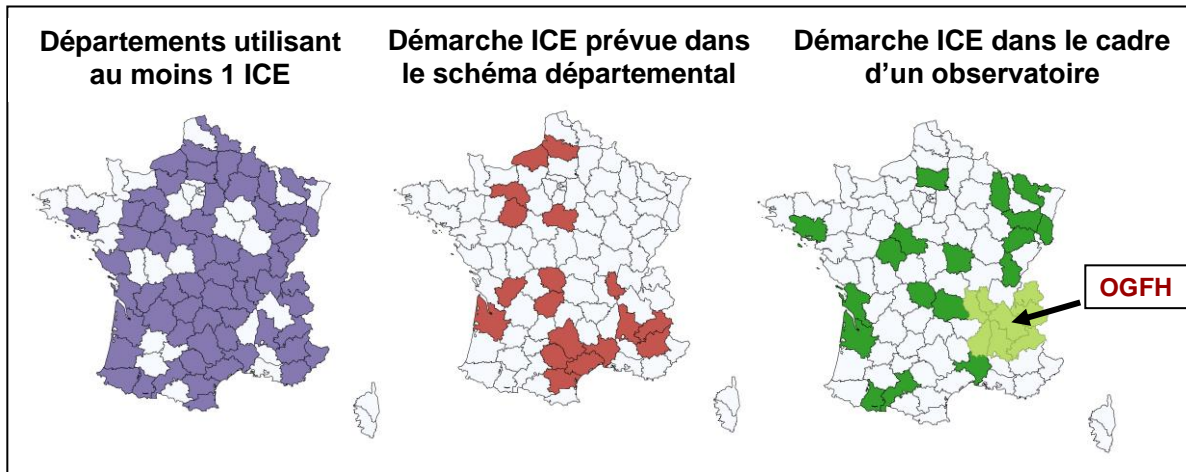 Départements utilisant
au moins 1 ICE
Démarche ICE prévue dans
le schéma départemental
Démarche ICE dans le cadre
d’un observatoire
OGFH